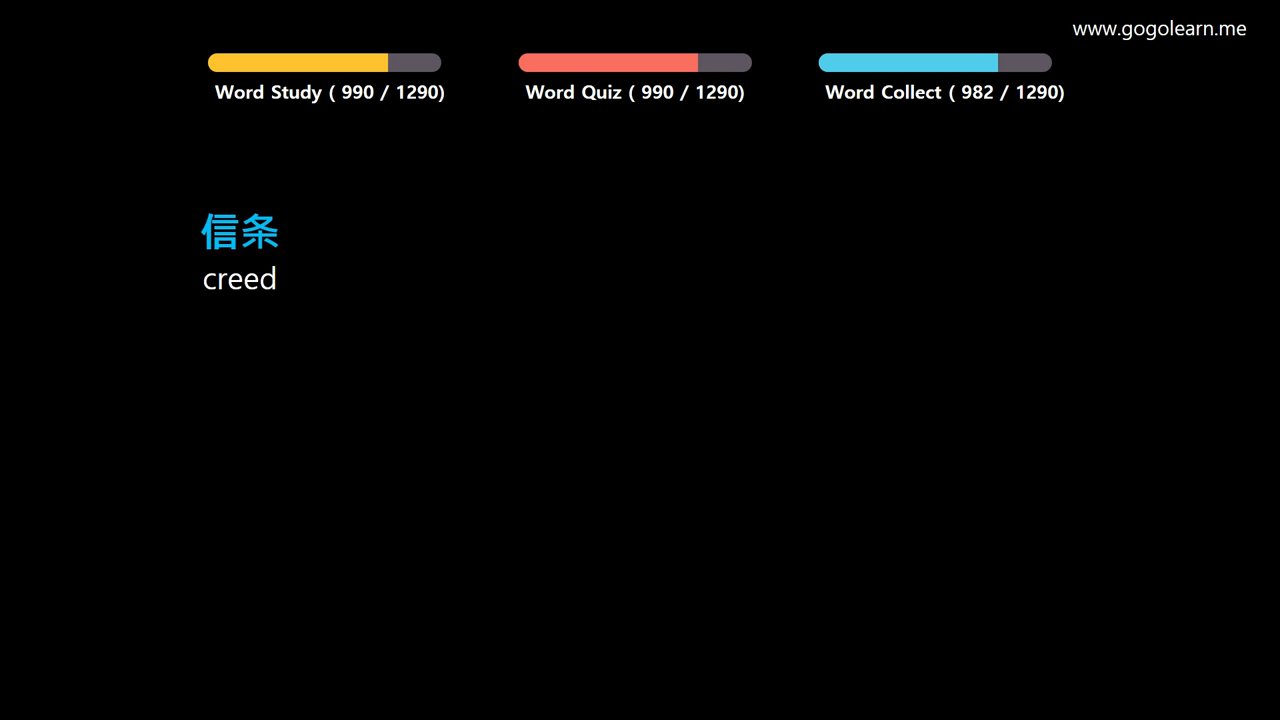 www.gogolearn.me
Word Study ( 990 / 1290)
Word Quiz ( 990 / 1290)
Word Collect ( 982 / 1290)
信条
creed